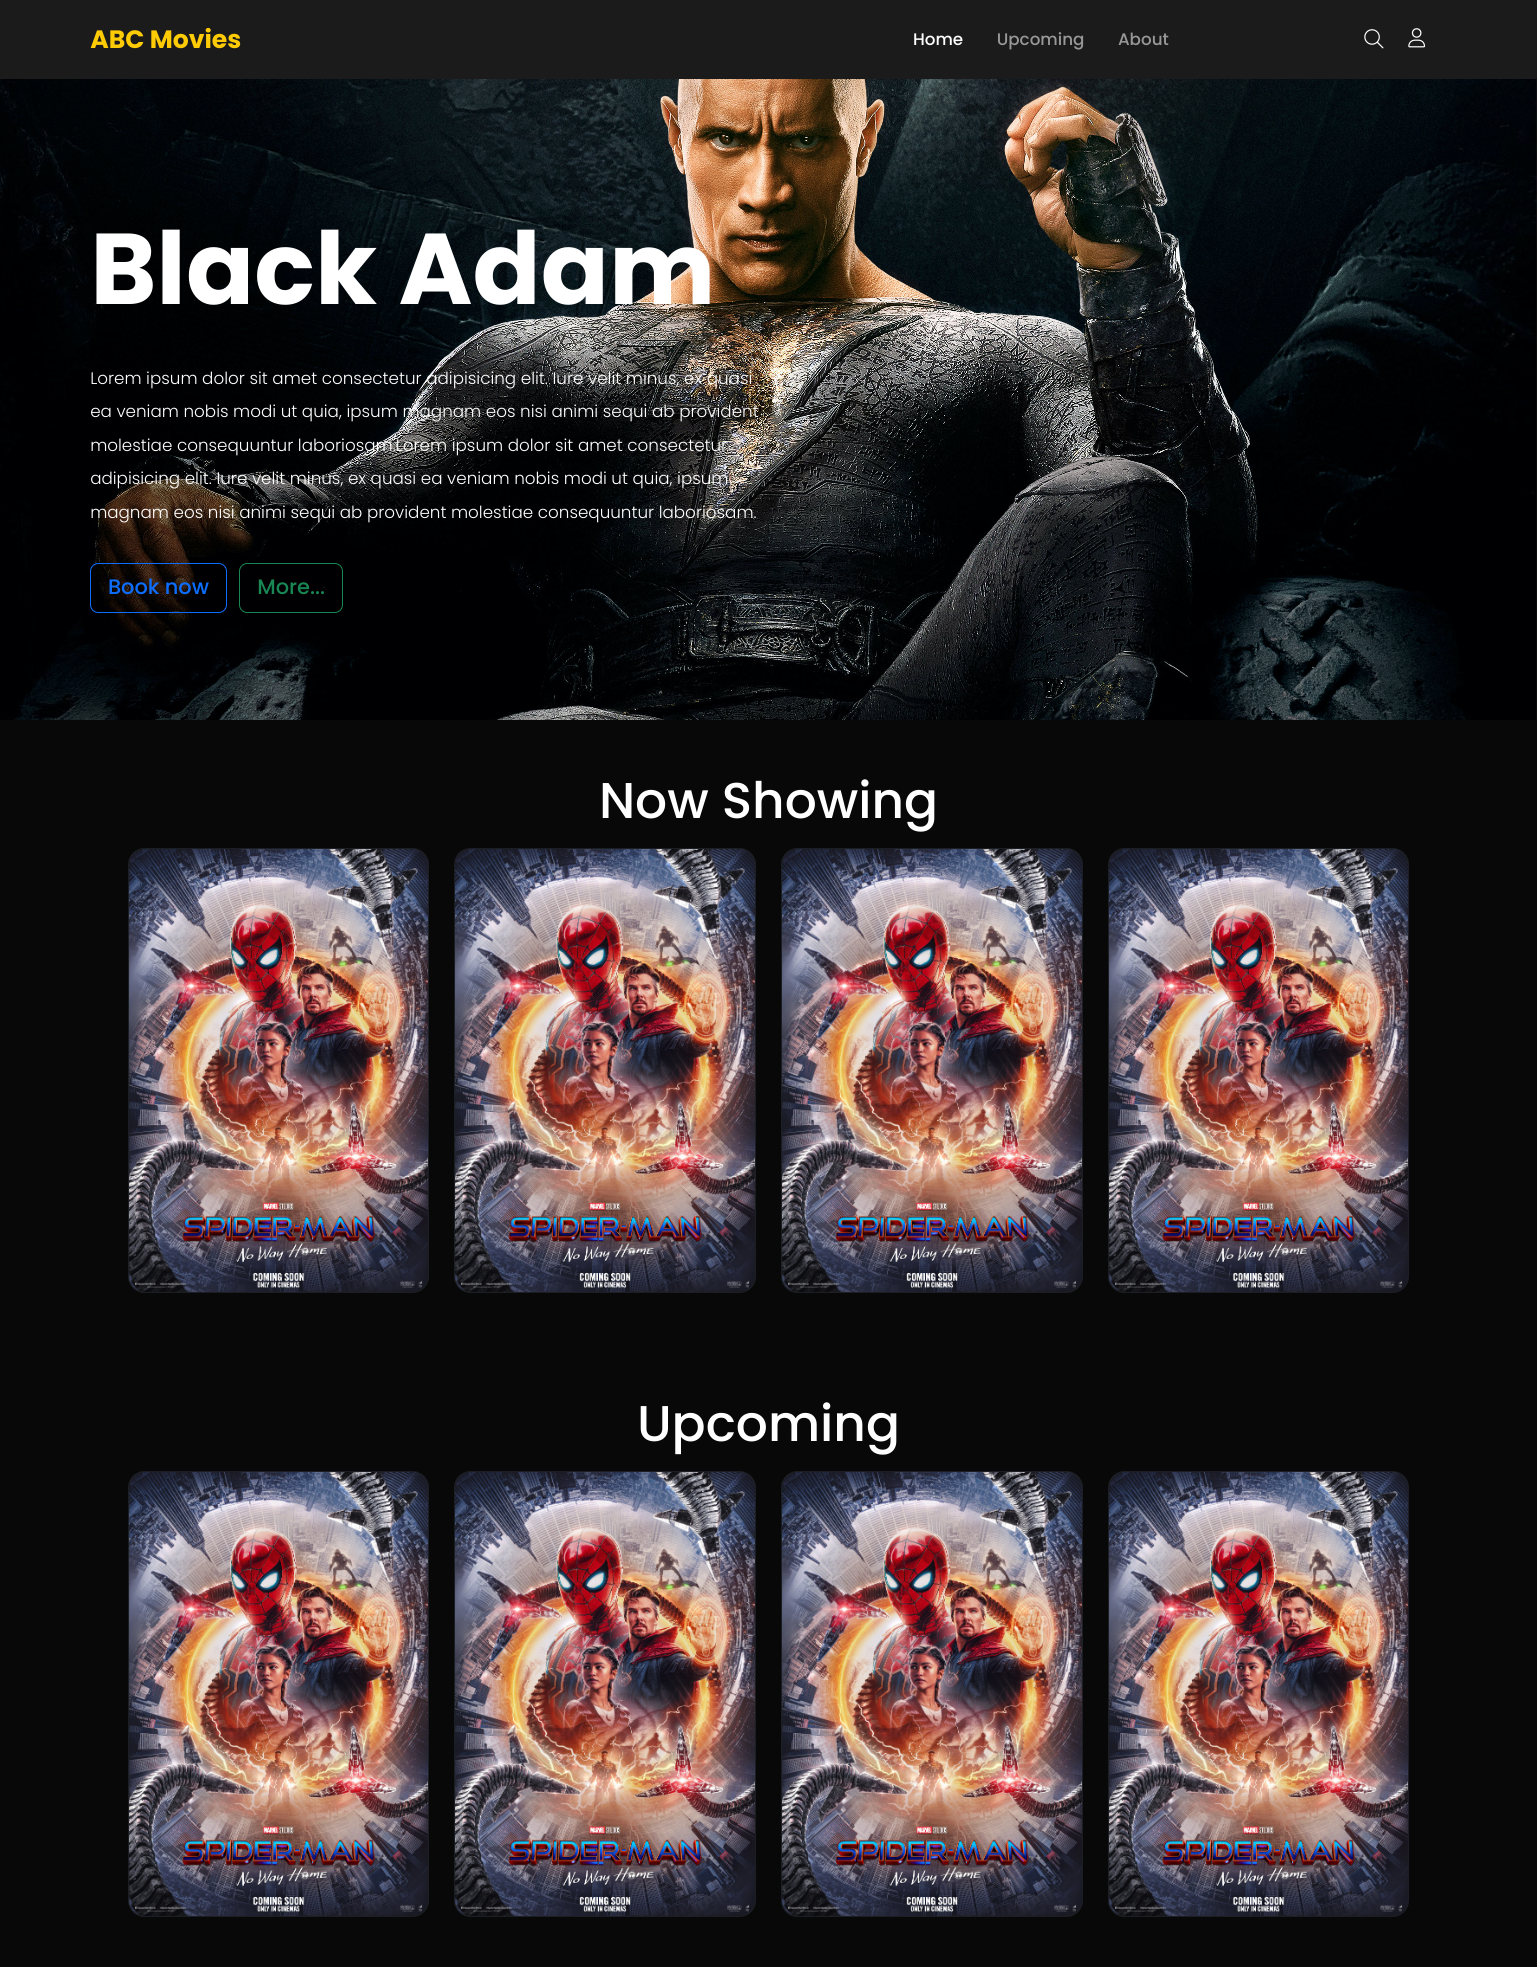 ABC Movies
Home Upcoming About
Black Adam
Lorem ipsum dolor sit amet consectetur adipisicing elit. Iure velit minus, ex quasi
ea veniam nobis modi ut quia, ipsum magnam eos nisi animi sequi ab provident
molestiae consequuntur laboriosam.Lorem ipsum dolor sit amet consectetur
adipisicing elit. Iure velit minus, ex quasi ea veniam nobis modi ut quia, ipsum
magnam eos nisi animi sequi ab provident molestiae consequuntur laboriosam.
Book now More...
Now Showing
MARVEL STUDIOS
SPIDER-MAN
No Way Home
COMING SOON
ONLY IN CINEMAS
MARVEL STUDIOS
SPIDER-MAN
No Way Home
COMING SOON
ONLY IN CINEMAS
MARVEL STUDIOS
SPIDER-MAN
No Way Home
COMING SOON
ONLY IN CINEMAS
MARVEL STUDIOS
SPIDER-MAN
No Way Home
COMING SOON
ONLY IN CINEMAS
Upcoming
MARVEL STUDIOS
SPIDER-MAN
No Way Home
COMING SOON
ONLY IN CINEMAS
MARVEL STUDIOS
SPIDER-MAN
No Way Home
COMING SOON
ONLY IN CINEMAS
MARVEL STUDIOS
SPIDER-MAN
No Way Home
COMING SOON
ONLY IN CINEMAS
MARVEL STUDIOS
SPIDER-MAN
No Way Home
COMING SOON
ONLY IN CINEMAS